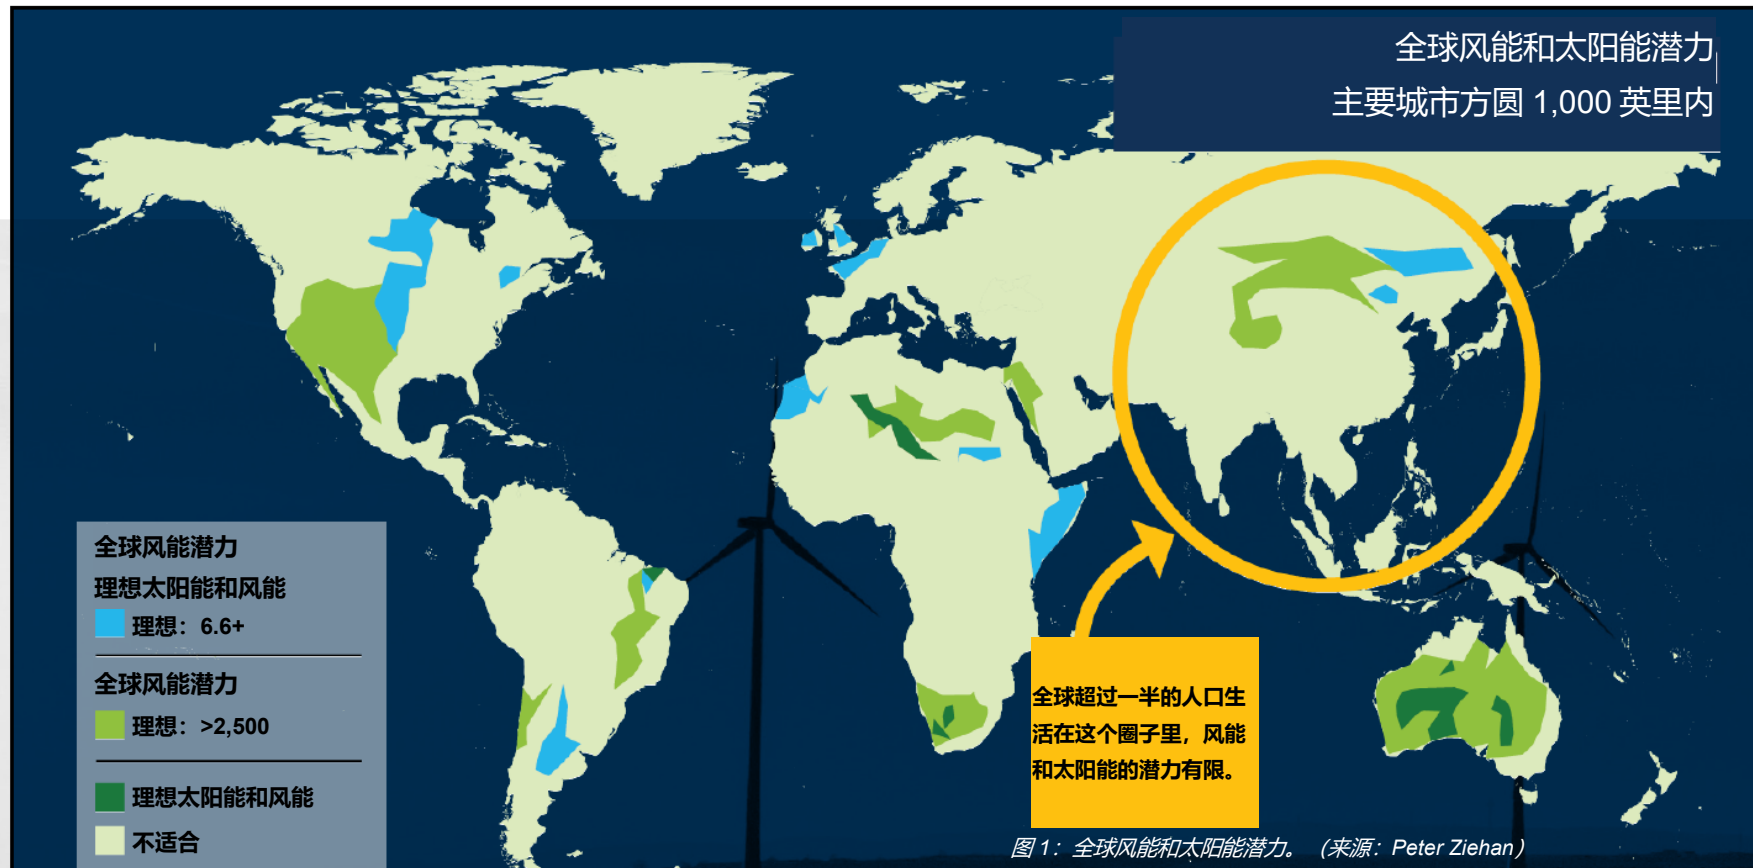 全球风能和太阳能潜力
主要城市方圆 1,000 英里内
全球风能潜力
理想太阳能和风能
理想：6.6+
全球风能潜力
理想：>2,500
理想太阳能和风能
不适合
全球超过一半的人口生
活在这个圈子里，风能
和太阳能的潜力有限。
图 1：全球风能和太阳能潜力。（来源：Peter Ziehan）